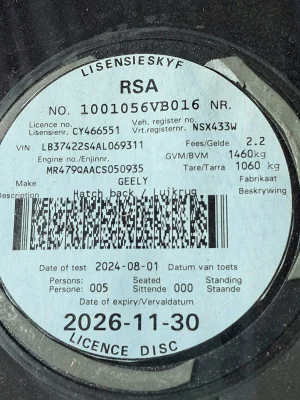 LISENSIESKYF
RSA
NO. 1001056VB016 NR.
Licence no./ Veh. register no./
Lisensienr. CY466551 Vrt.registernr. NSX433W
VIN LB37422S4AL069311 Fees/Gelde 2.2
Engine no./Enjinnr. GVM/BVM 1460kg
MR479QAACS050935 Tare/Tarra 1060 kg
Make GEELY Fabrikaat
Description Hatch back / Luikrug Beskrywing
Date of test 2024-08-01 Datum van toets
Persons: Seated Standing
Persone: 005 Sittende 000 Staande
Date of expiry/Vervaldatum
2026-11-30
LICENCE DISC